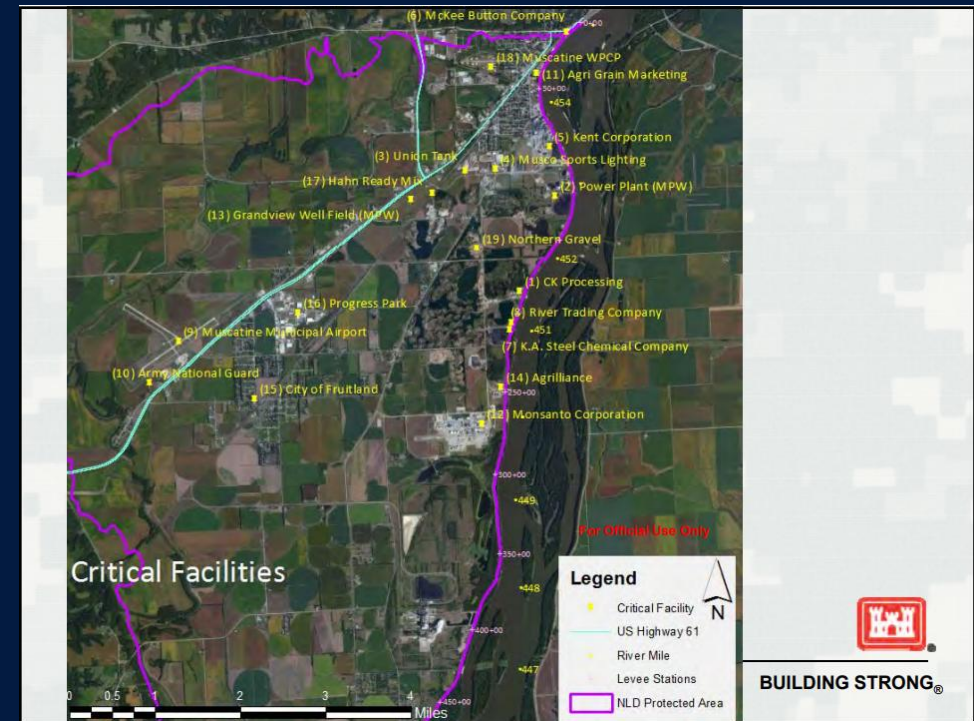 (6) McKee Button Company
0+00
(18) Muscatine WPCP
(11) Agri Grain Marketing
50+00
454
(5) Kent Corporation
(3) Union Tank
(4) Musco Sports Lighting
(17) Hahn Ready Mix
(2) Power Plant (MPW)
(13) Grandview Well Field (MPW)
(19) Northern Gravel
452
(1) CK Processing
(16) Progress Park
(8) River Trading Company
(9) Muscatine Municipal Airport
451
(7) K.A. Steel Chemical Company
(10) Army National Guard
(14) Agrilliance
(15) City of Fruitland
250+00
(12) Monsanto Corporation
300+00
449
For Official Use Only
350+00
Critical Facilities
Legend
N
Critical Facility
US Highway 61
River Mile
Levee Stations
NLD Protected Area
448
400+00
447
450+00
0 0.5 1 2 3 4
Miles
BUILDING STRONG®